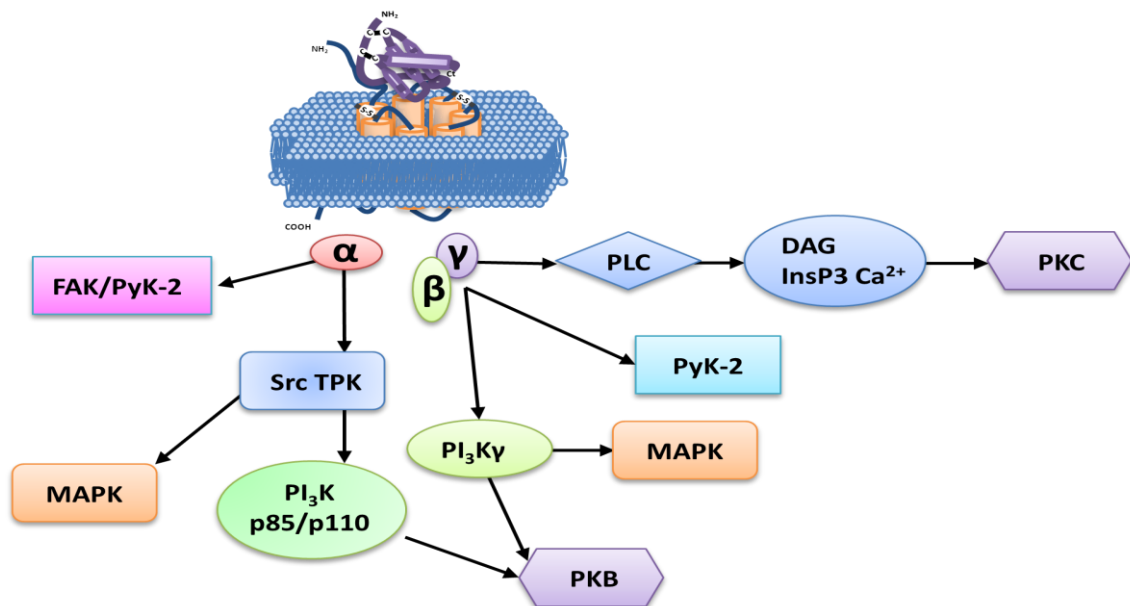 NH₂
NH₂
C C
C C
Ct
S-S
S-S
COOH
α
γ
β
PLC
DAG
InsP3 Ca²⁺
PKC
FAK/PyK-2
Src TPK
PyK-2
PI₃Kγ
MAPK
MAPK
PI₃K
p85/p110
PKB